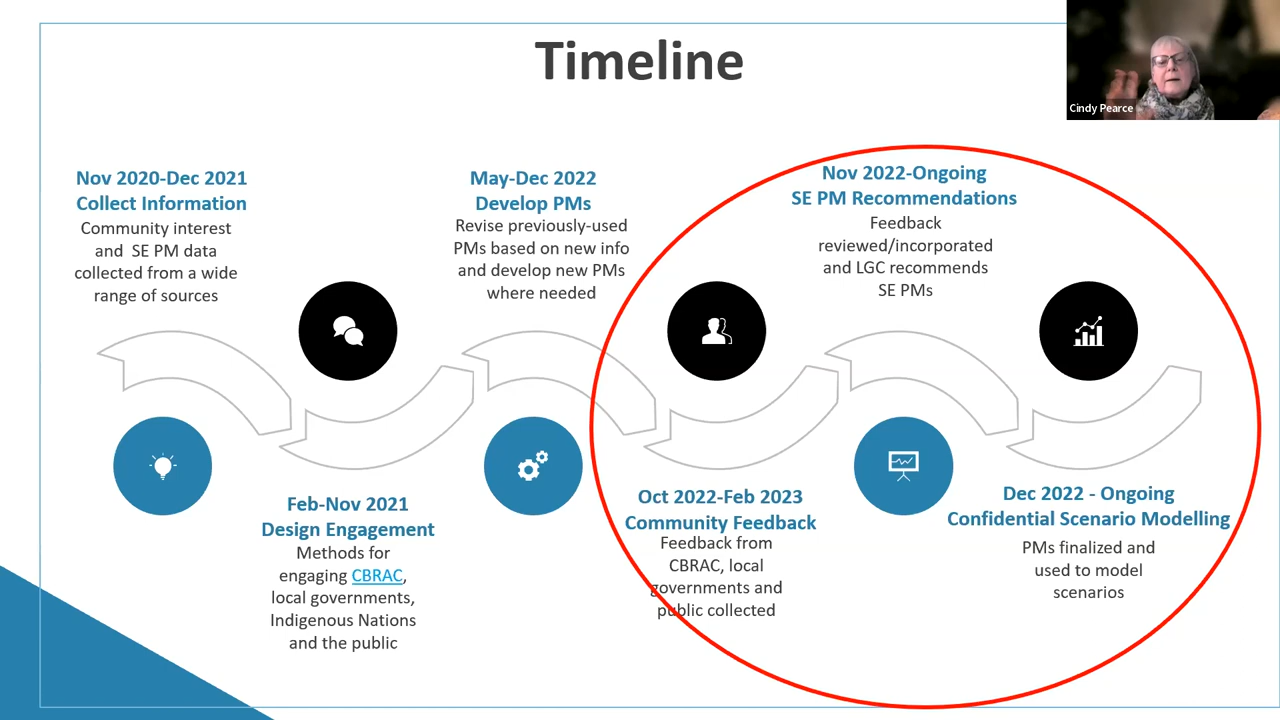 Timeline
Cindy Pearce
Nov 2020-Dec 2021
Collect Information
Community interest
and SE PM data
collected from a wide
range of sources
Feb-Nov 2021
Design Engagement
Methods for
engaging CBRAC,
local governments,
Indigenous Nations
and the public
May-Dec 2022
Develop PMs
Revise previously-used
PMs based on new info
and develop new PMs
where needed
Oct 2022-Feb 2023
Community Feedback
Feedback from
CBRAC, local
governments and
public collected
Nov 2022-Ongoing
SE PM Recommendations
Feedback
reviewed/incorporated
and LGC recommends
SE PMs
Dec 2022 - Ongoing
Confidential Scenario Modelling
PMs finalized and
used to model
scenarios